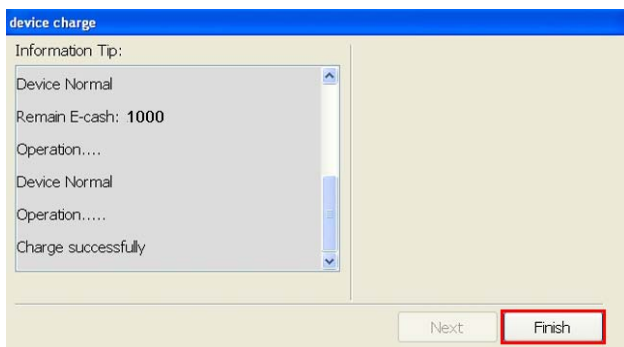 device charge
Information Tip:
Device Normal
Remain E-cash: 1000
Operation....
Device Normal
Operation.....
Charge successfully
Next
Finish